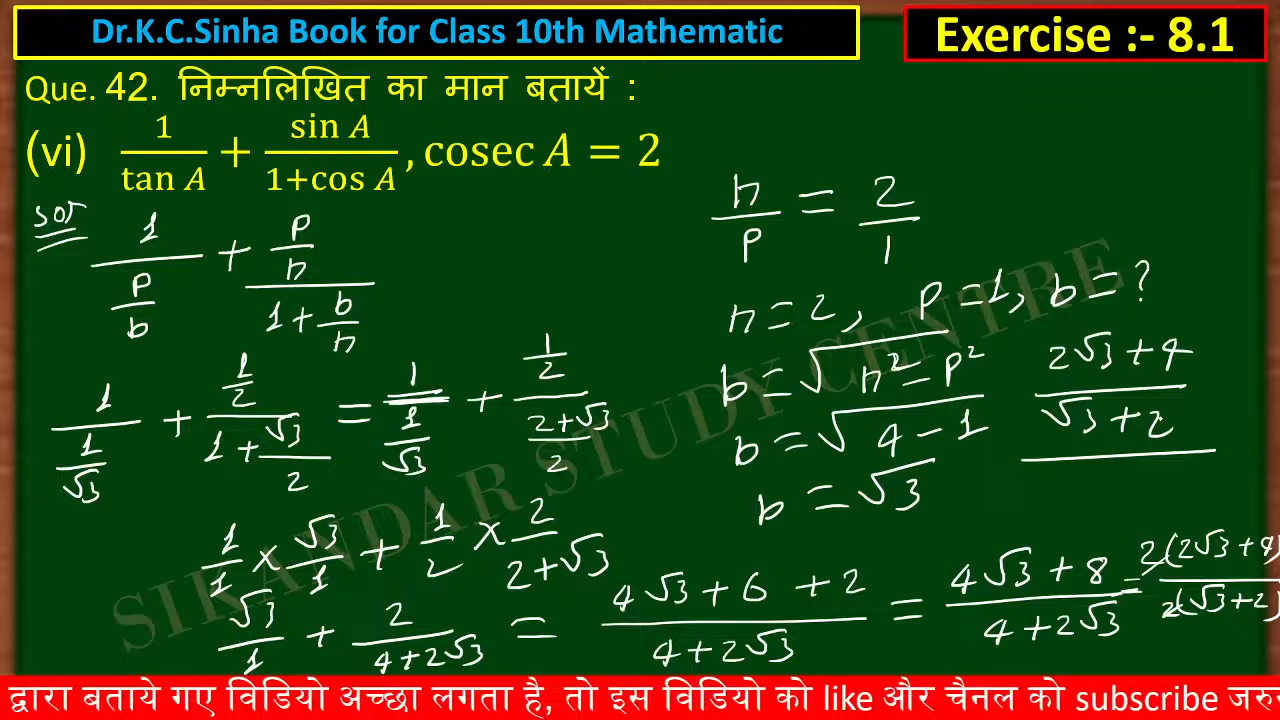 Dr.K.C.Sinha Book for Class 10th Mathematic
Exercise :- 8.1
Que. 42. निम्नलिखित का मान बतायें :
(vi) 1/tan A + sin A/(1+cos A), cosec A = 2
Sol
1/(p/b) + (p/h)/(1+b/h)
h/p = 2/1
h=2, p=1, b=?
b=√(h²-p²)
b=√(4-1)
b=√3
(2√3+4)/(√3+2)
1/(1/√3) + (1/2)/(1+√3/2) = 1/(1/√3) + (1/2)/((2+√3)/2)
1/1 × √3/1 + 1/2 × 2/(2+√3)
√3/1 + 2/(4+2√3) = (4√3+6+2)/(4+2√3) = (4√3+8)/(4+2√3) = 2(2√3+4)/2(√3+2)
SIKANDAR STUDY CENTRE
द्वारा बताये गए विडियो अच्छा लगता है, तो इस विडियो को like और चैनल को subscribe